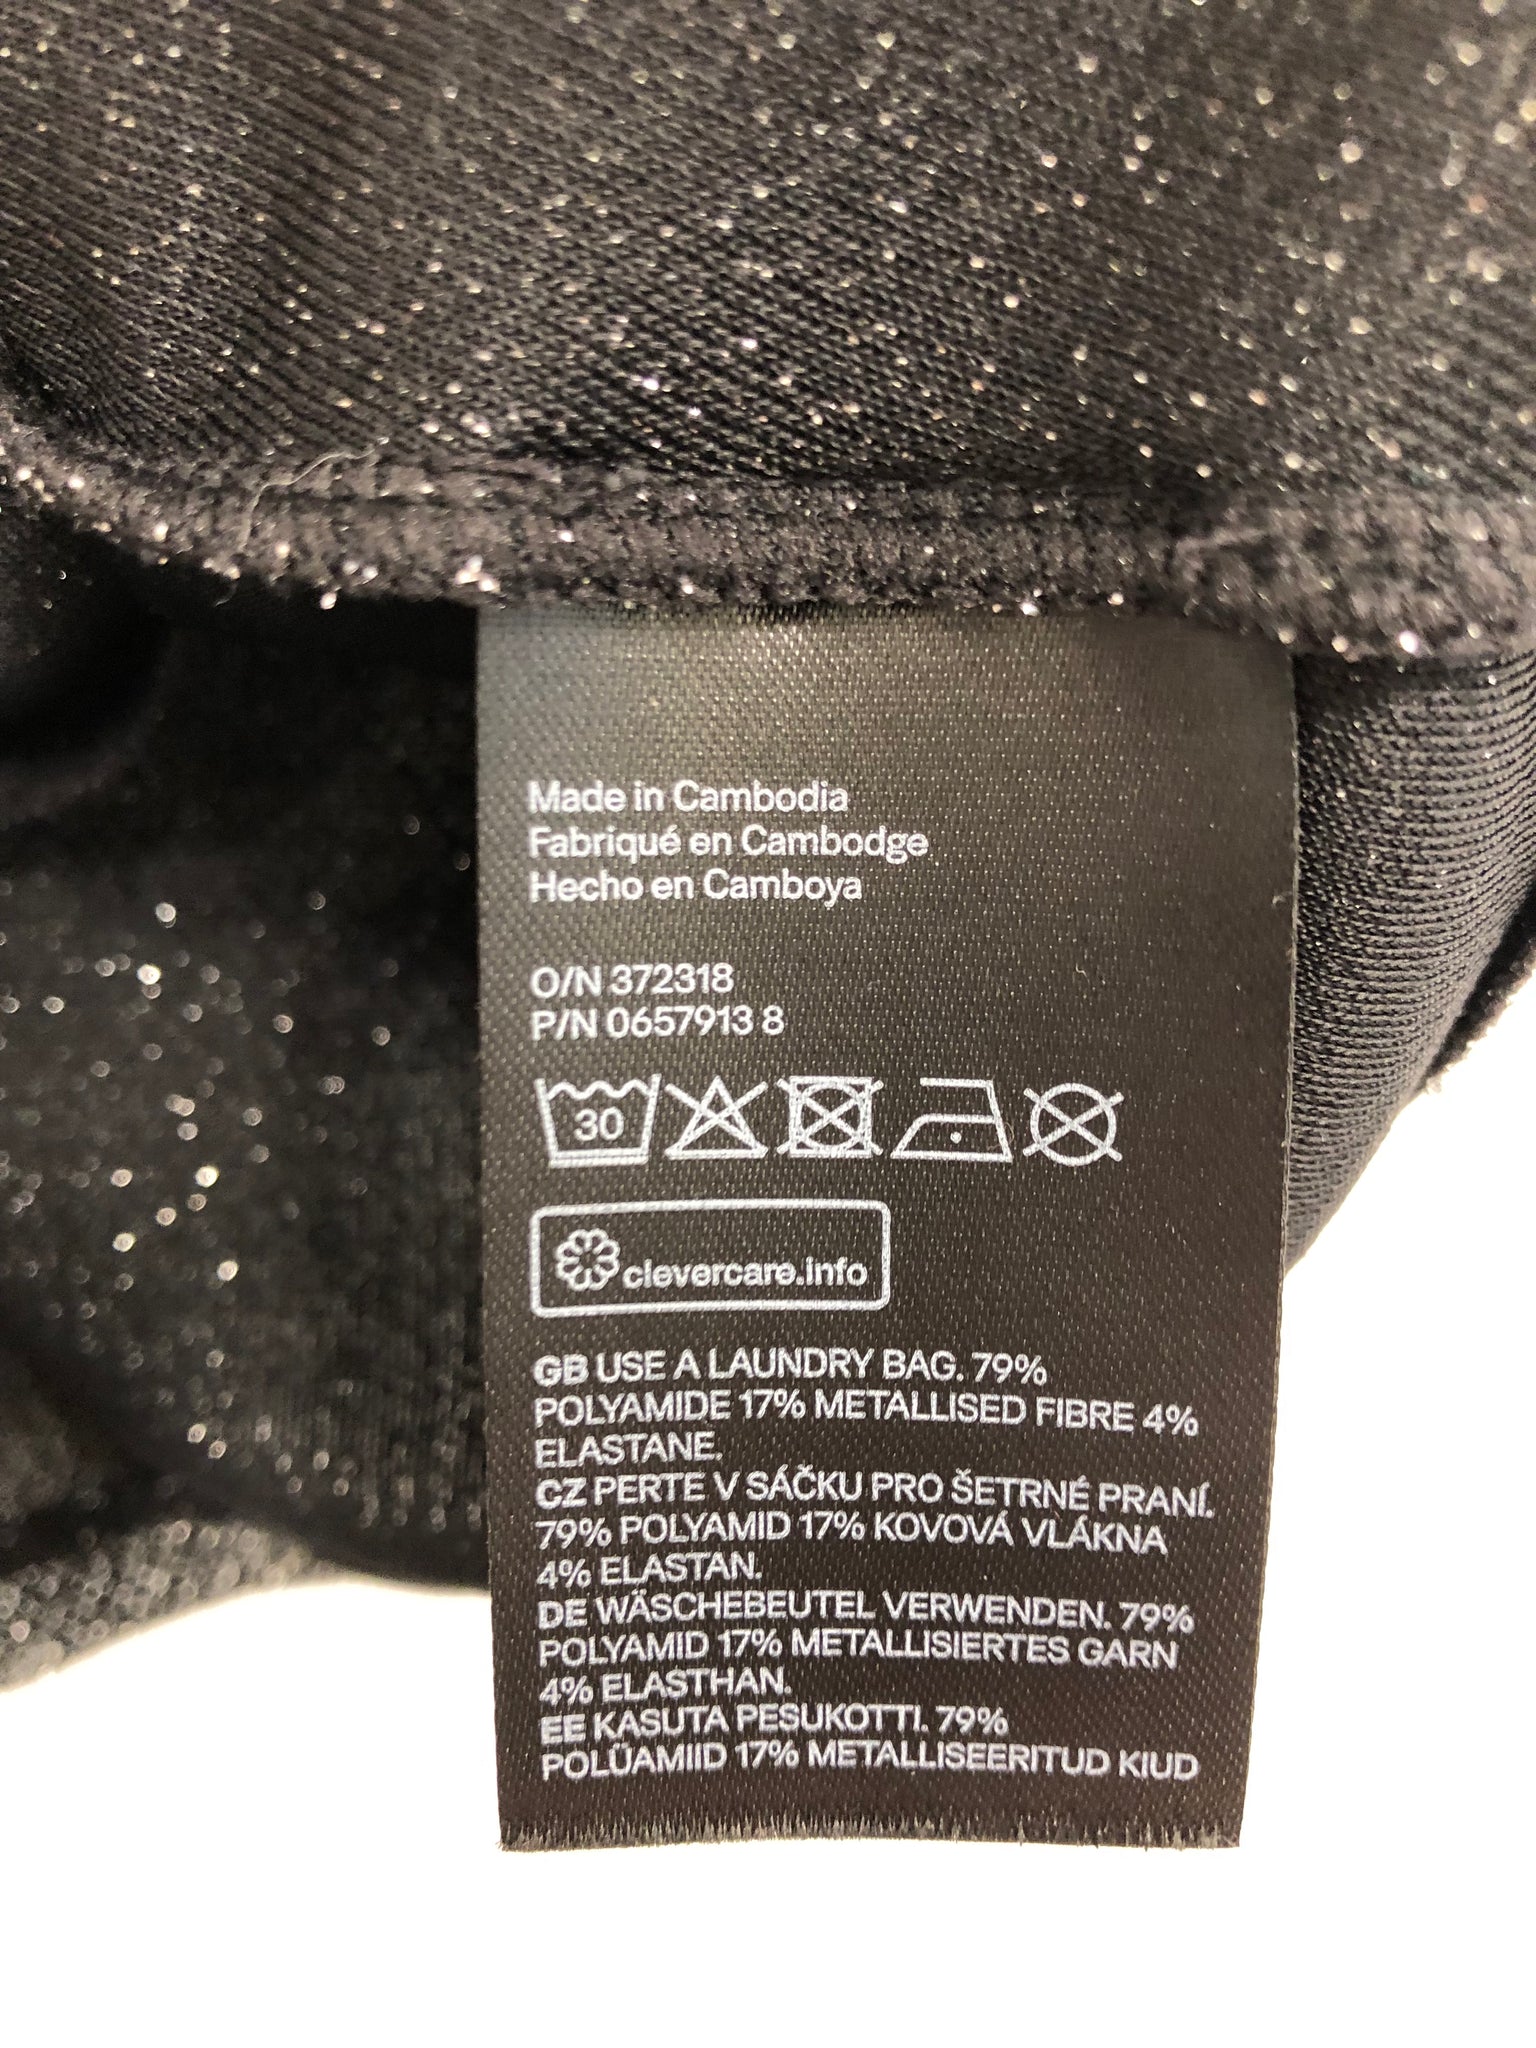 Made in Cambodia
Fabriqué en Cambodge
Hecho en Camboya
O/N 372318
P/N 0657913 8
30
clevercare.info
GB USE A LAUNDRY BAG. 79%
POLYAMIDE 17% METALLISED FIBRE 4%
ELASTANE.
CZ PERTE V SÁČKU PRO ŠETRNÉ PRANÍ.
79% POLYAMID 17% KOVOVÁ VLÁKNA
4% ELASTAN.
DE WÄSCHEBEUTEL VERWENDEN. 79%
POLYAMID 17% METALLISIERTES GARN
4% ELASTHAN.
EE KASUTA PESUKOTTI. 79%
POLÜAMIID 17% METALLISEERITUD KIUD